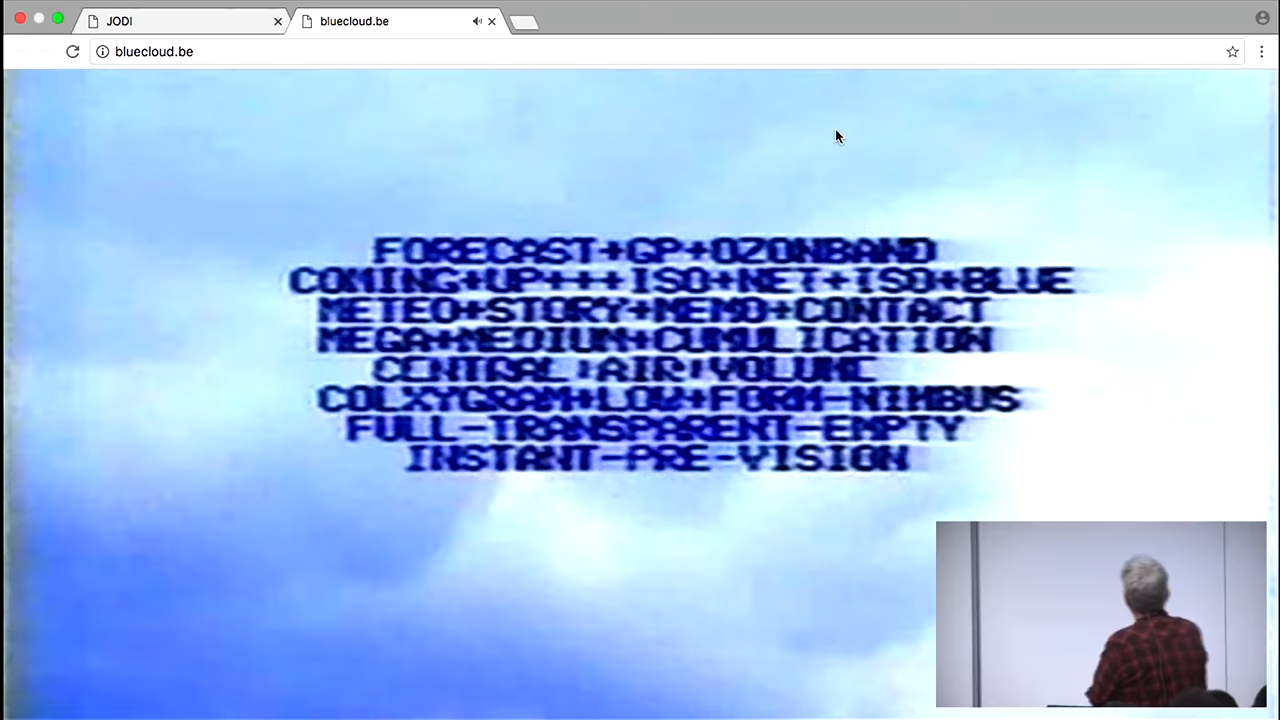 JODI
bluecloud.be
bluecloud.be
FORECAST+GP+OZONBAND
COMING+UP+++ISO+NET+ISO+BLUE
METEO+STORY+MEMO+CONTACT
MEGA+MEDIUM+CUMULICATION
CENTRAL+AIR+VOLUME
COLXYGRAM+LOW+FORM-NIMBUS
FULL-TRANSPARENT-EMPTY
INSTANT-PRE-VISION